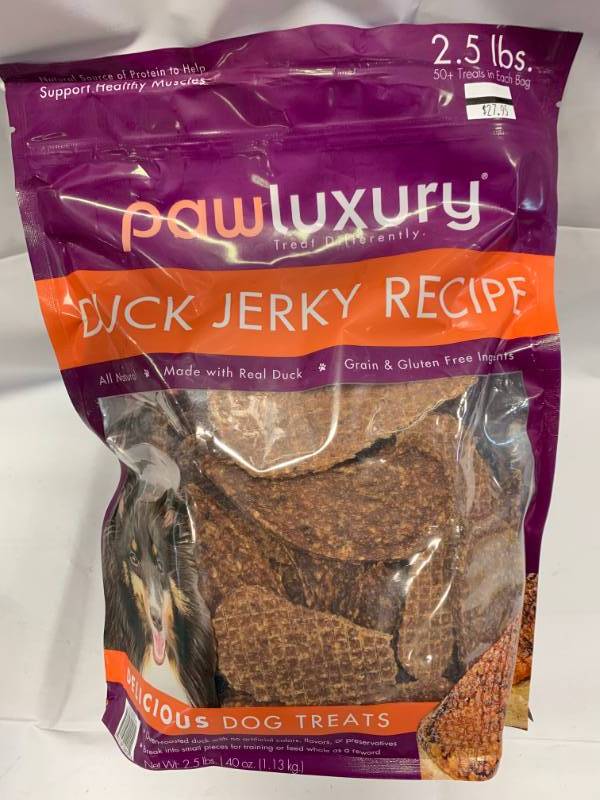 Natural Source of Protein to Help
Support Healthy Muscles
2.5 lbs.
50+ Treats in Each Bag
$27.95
pawluxury®
Treat Differently.
DUCK JERKY RECIPE
All Natural Made with Real Duck Grain & Gluten Free
DELICIOUS DOG TREATS
duck with no artificial colors, flavors, or preservatives
Break into small pieces for training or feed whole as a reward
Net Wt. 2.5 lbs. | 40 oz. (1.13 kg.)